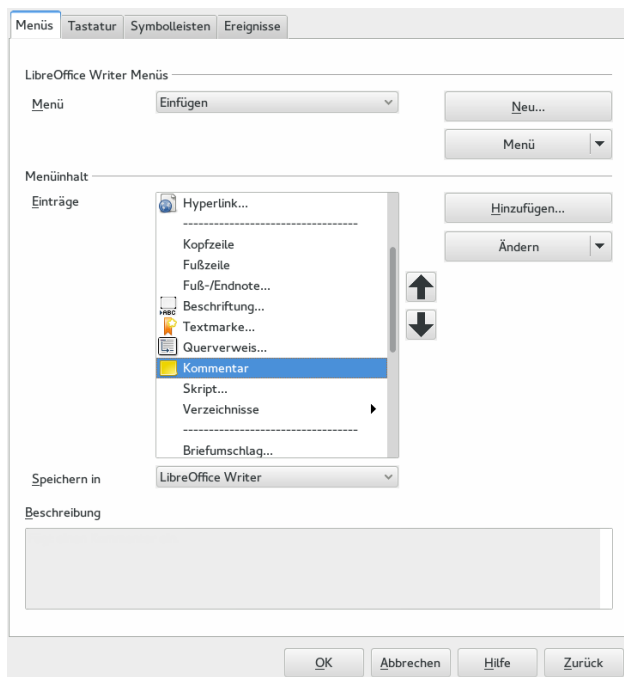 Menüs Tastatur Symbolleisten Ereignisse
LibreOffice Writer Menüs
Menü Einfügen Neu...
Menü
Menüinhalt
Einträge Hyperlink... Hinzufügen...
----------------------------------
Kopfzeile Ändern
Fußzeile
Fuß-/Endnote...
Beschriftung...
ABC
Textmarke...
Querverweis...
Kommentar
Skript...
Verzeichnisse
----------------------------------
Briefumschlag...
Speichern in LibreOffice Writer
Beschreibung
OK Abbrechen Hilfe Zurück